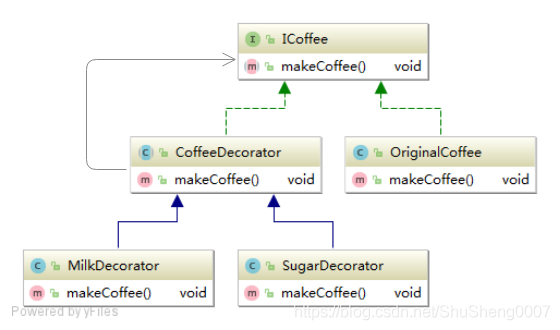 I ICoffee
m makeCoffee() void
C CoffeeDecorator
m makeCoffee() void
C OriginalCoffee
m makeCoffee() void
C MilkDecorator
m makeCoffee() void
C SugarDecorator
m makeCoffee() void
Powered by yFiles
https://blog.csdn.net/ShuSheng0007